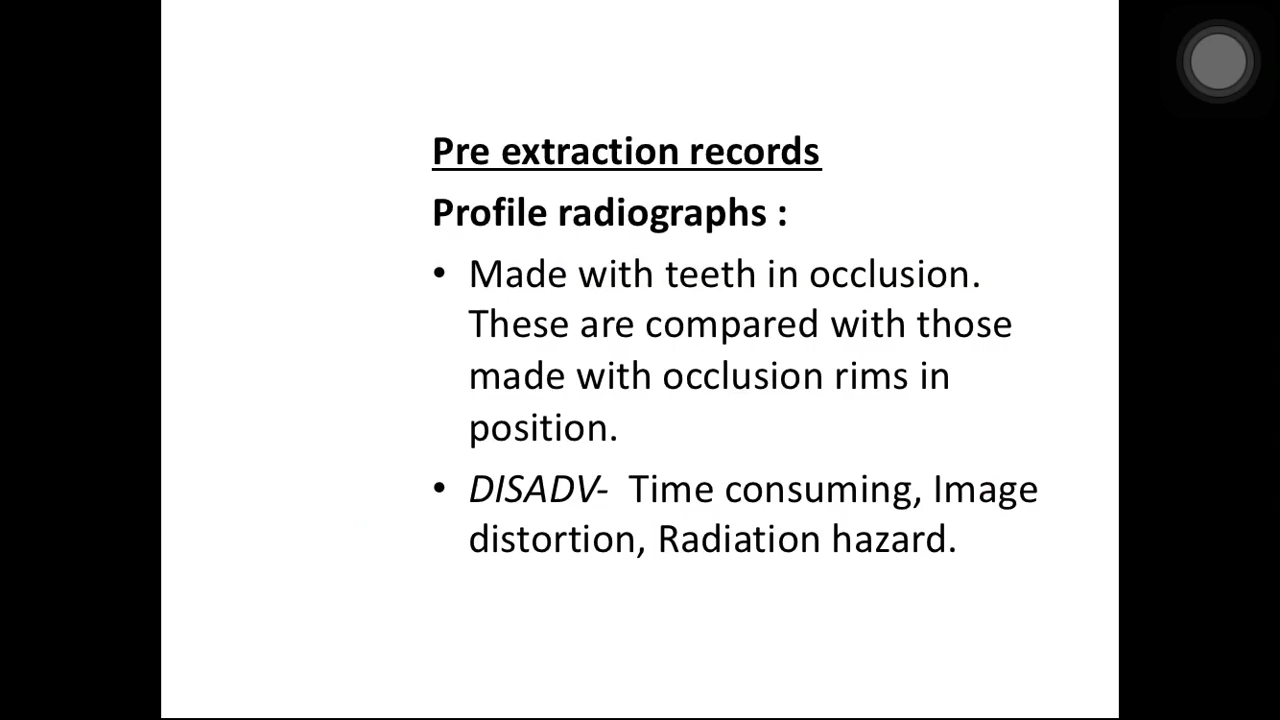 Pre extraction records
Profile radiographs :
• Made with teeth in occlusion.
These are compared with those
made with occlusion rims in
position.
• DISADV- Time consuming, Image
distortion, Radiation hazard.